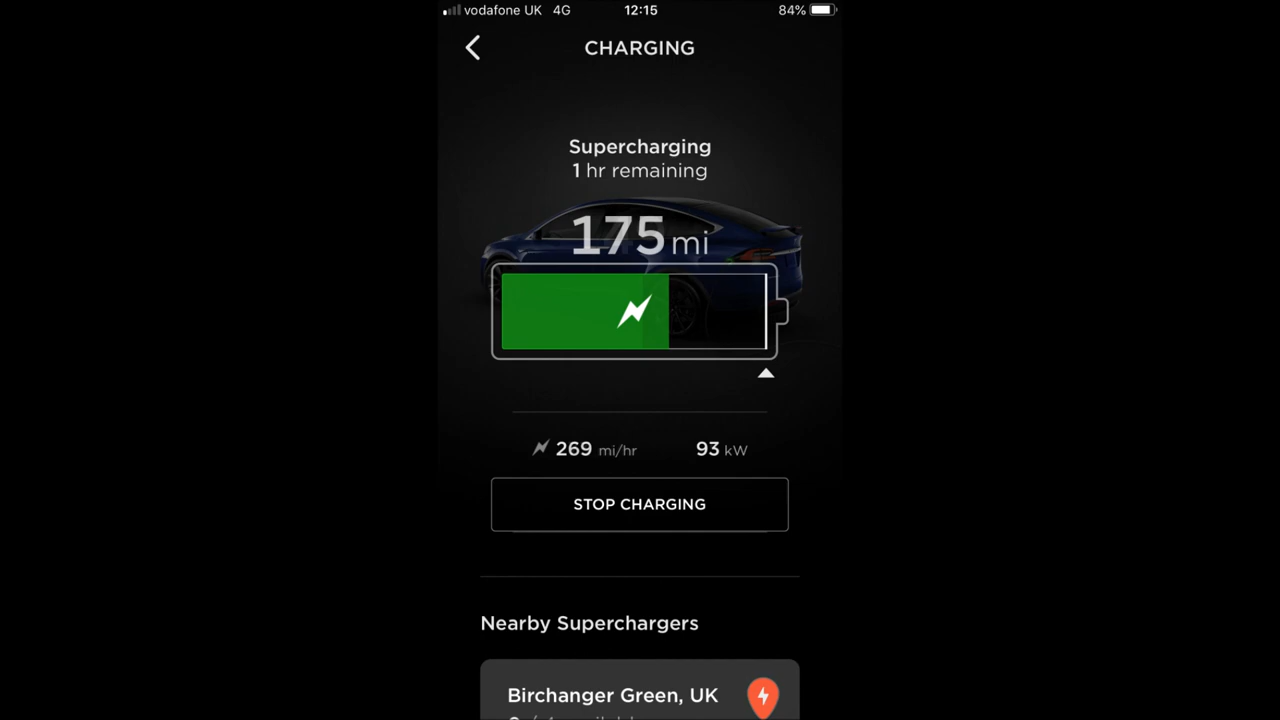 vodafone UK 4G 12:15 84%
CHARGING
Supercharging
1 hr remaining
175 mi
269 mi/hr 93 kW
STOP CHARGING
Nearby Superchargers
Birchanger Green, UK